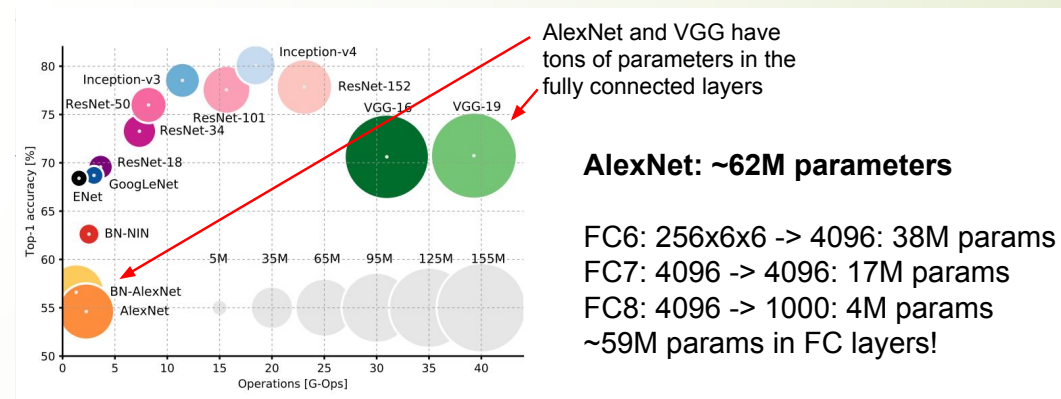 AlexNet and VGG have
tons of parameters in the
fully connected layers
AlexNet: ~62M parameters
FC6: 256x6x6 -> 4096: 38M params
FC7: 4096 -> 4096: 17M params
FC8: 4096 -> 1000: 4M params
~59M params in FC layers!
Top-1 accuracy [%]
80
75
70
65
60
55
50
Inception-v4
Inception-v3
ResNet-152
ResNet-50
VGG-16
VGG-19
ResNet-101
ResNet-34
ResNet-18
GoogLeNet
ENet
BN-NIN
5M 35M 65M 95M 125M 155M
BN-AlexNet
AlexNet
0 5 10 15 20 25 30 35 40
Operations [G-Ops]